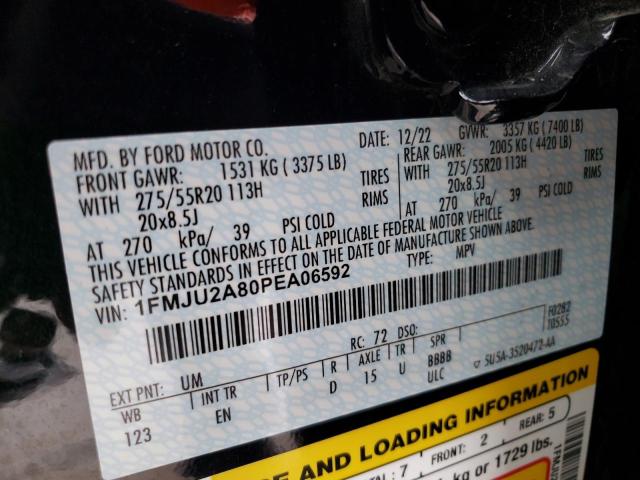 MFD. BY FORD MOTOR CO.
DATE: 12/22 GVWR: 3357 KG ( 7400 LB)
FRONT GAWR: 1531 KG ( 3375 LB)
REAR GAWR: 2005 KG ( 4420 LB)
WITH 275/55R20 113H TIRES
WITH 275/55R20 113H TIRES
20x8.5J RIMS
20x8.5J RIMS
AT 270 kPa/ 39 PSI COLD
AT 270 kPa/ 39 PSI COLD
THIS VEHICLE CONFORMS TO ALL APPLICABLE FEDERAL MOTOR VEHICLE
SAFETY STANDARDS IN EFFECT ON THE DATE OF MANUFACTURE SHOWN ABOVE.
VIN: 1FMJU2A80PEA06592
TYPE: MPV
F0282
T0555
RC: 72 DSO:
EXT PNT: UM
WB INT TR TP/PS R AXLE TR SPR
123 EN D 15 U BBBB
ULC
5U5A-3520472-AA
E AND LOADING INFORMATION
TAL: 7 FRONT: 2 REAR: 5
kg or 1729 lbs.